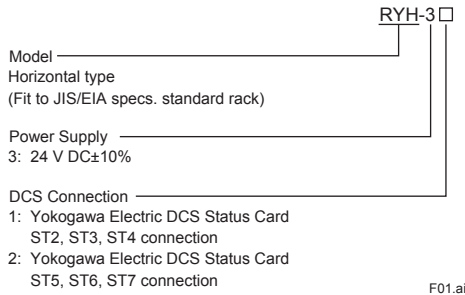 RYH-3□
Model
Horizontal type
(Fit to JIS/EIA specs. standard rack)
Power Supply
3: 24 V DC±10%
DCS Connection
1: Yokogawa Electric DCS Status Card
ST2, ST3, ST4 connection
2: Yokogawa Electric DCS Status Card
ST5, ST6, ST7 connection
F01.ai